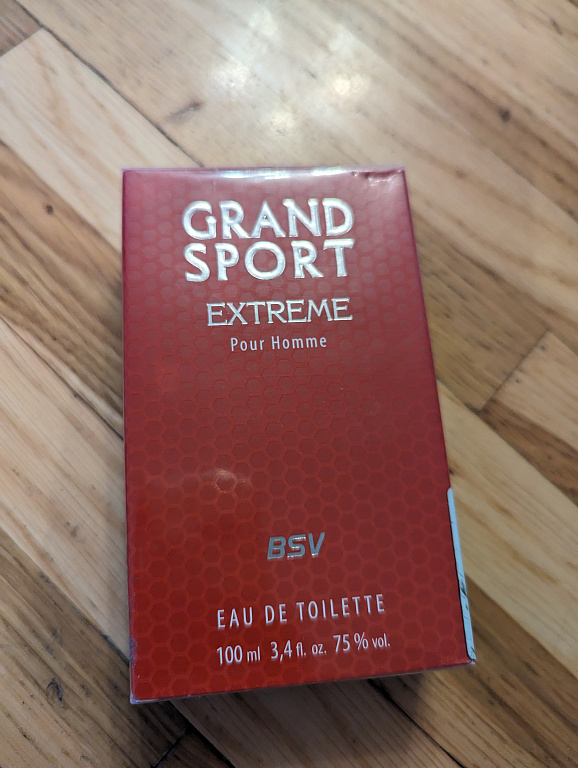 GRAND
SPORT
EXTREME
Pour Homme
BSV
EAU DE TOILETTE
100 ml 3,4 fl. oz. 75 % vol.